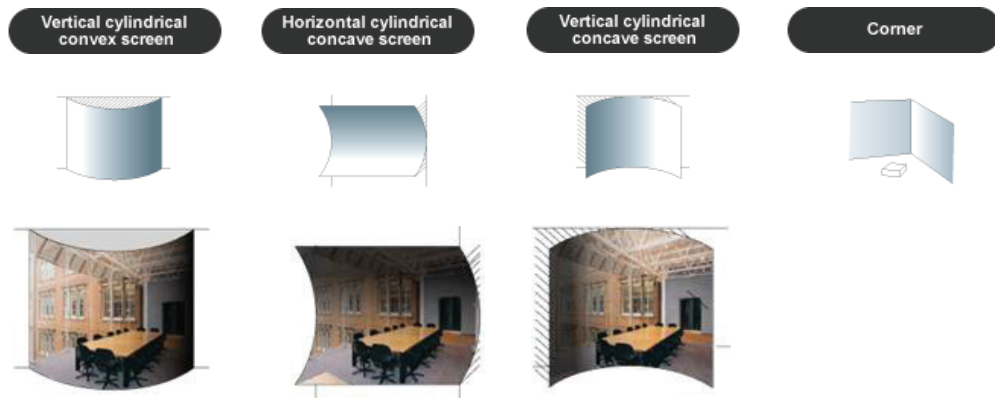 Vertical cylindrical
convex screen
Horizontal cylindrical
concave screen
Vertical cylindrical
concave screen
Corner